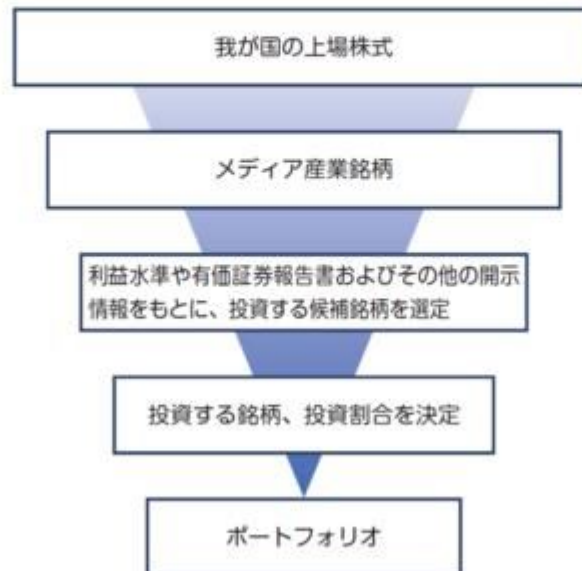 我が国の上場株式
メディア産業銘柄
利益水準や有価証券報告書およびその他の開示
情報をもとに、投資する候補銘柄を選定
投資する銘柄、投資割合を決定
ポートフォリオ